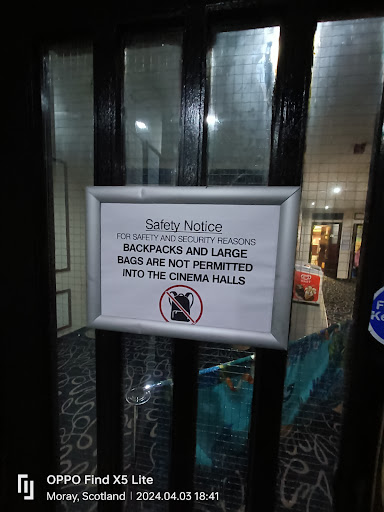 Safety Notice
FOR SAFETY AND SECURITY REASONS
BACKPACKS AND LARGE
BAGS ARE NOT PERMITTED
iNTO THE CINEMA HALLS
OPPO Find X5 Lite
Moray, Scotland | 2024.04.03 18:41